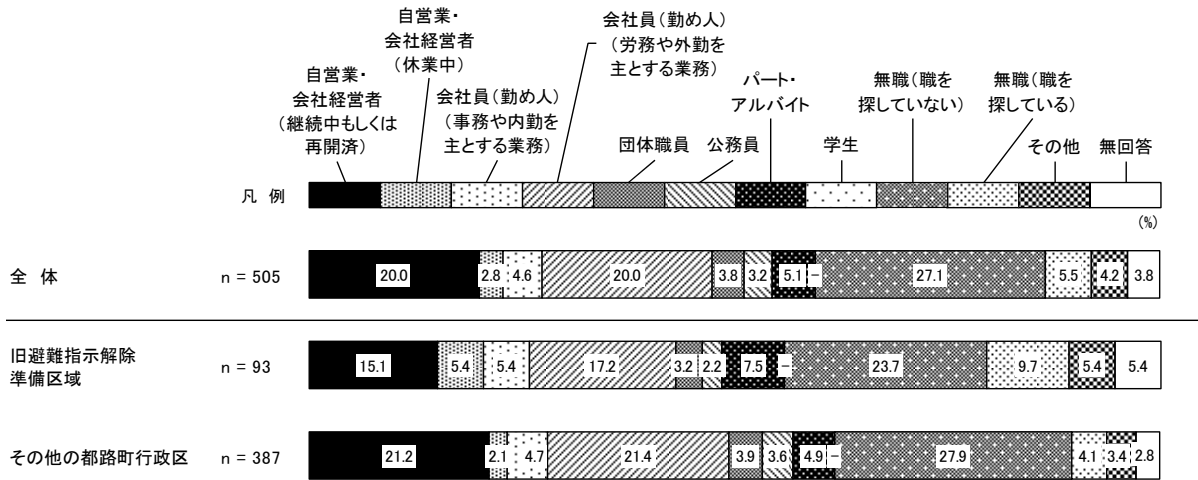 自営業・
会社経営者
（継続中もしくは
再開済）
自営業・
会社経営者
（休業中）
会社員（勤め人）
（事務や内勤を
主とする業務）
会社員（勤め人）
（労務や外勤を
主とする業務）
団体職員
公務員
パート・
アルバイト
学生
無職（職を
探していない）
無職（職を
探している）
その他
無回答
凡 例
(%)
全 体 n = 505 20.0 2.8 4.6 20.0 3.8 3.2 5.1 － 27.1 5.5 4.2 3.8
旧避難指示解除
準備区域 n = 93 15.1 5.4 5.4 17.2 3.2 2.2 7.5 － 23.7 9.7 5.4 5.4
その他の都路町行政区 n = 387 21.2 2.1 4.7 21.4 3.9 3.6 4.9 － 27.9 4.1 3.4 2.8